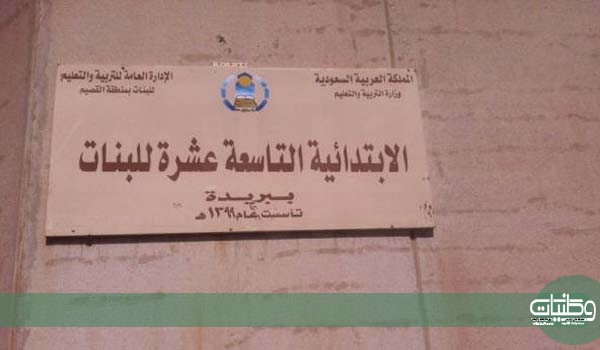 المملكة العربية السعودية
وزارة التربية والتعليم
الإدارة العامة للتربية والتعليم
للبنات بمنطقة القصيم
الابتدائية التاسعة عشرة للبنات
ببريدة
تأسست عام ١٣٩٩هـ
وطنيات